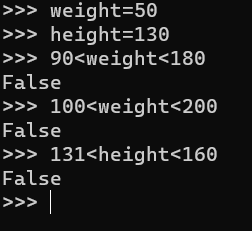 >>> weight=50
>>> height=130
>>> 90<weight<180
False
>>> 100<weight<200
False
>>> 131<height<160
False
>>>